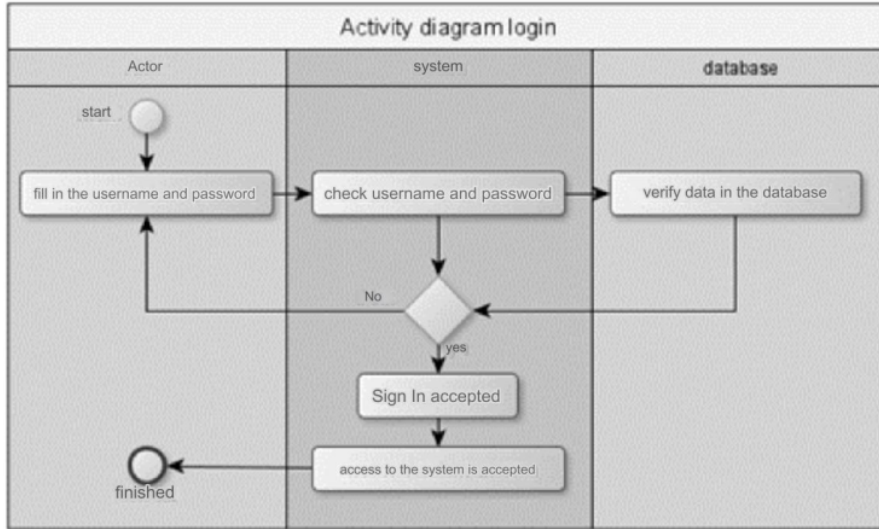 Activity diagram login
Actor
system
database
start
fill in the username and password
check username and password
verify data in the database
No
yes
Sign In accepted
access to the system is accepted
finished